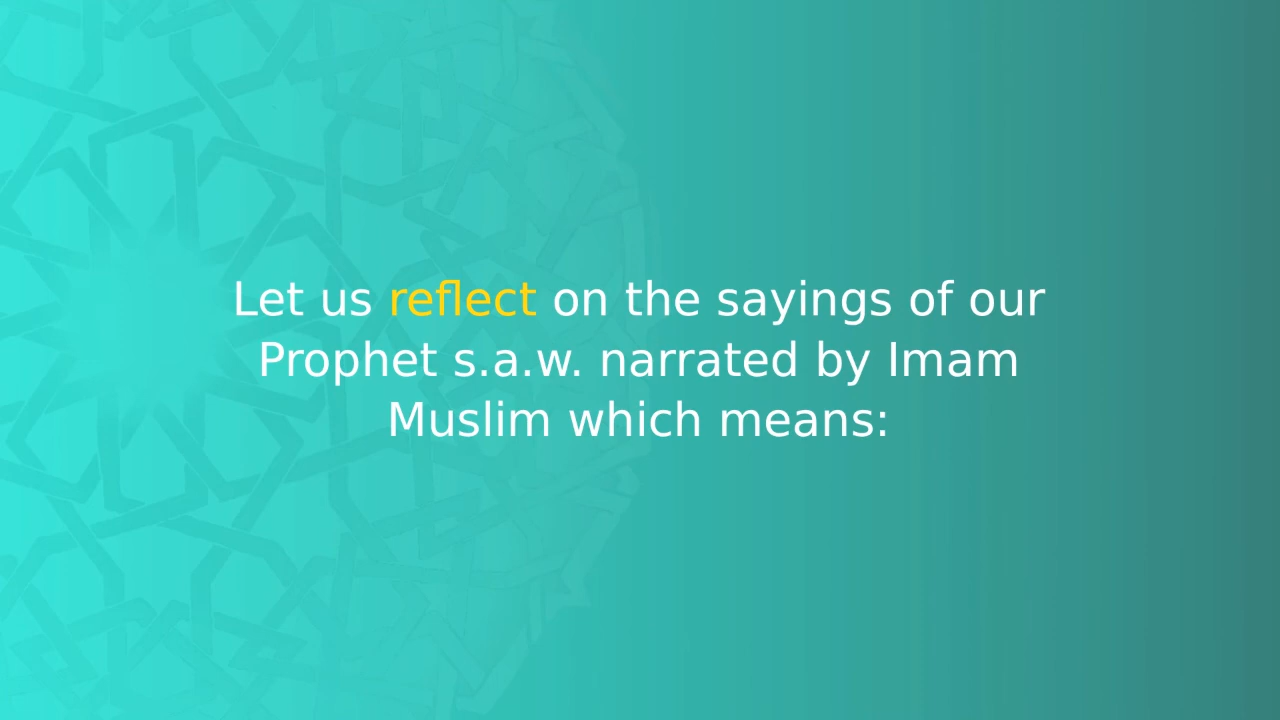 Let us reflect on the sayings of our
Prophet s.a.w. narrated by Imam
Muslim which means: